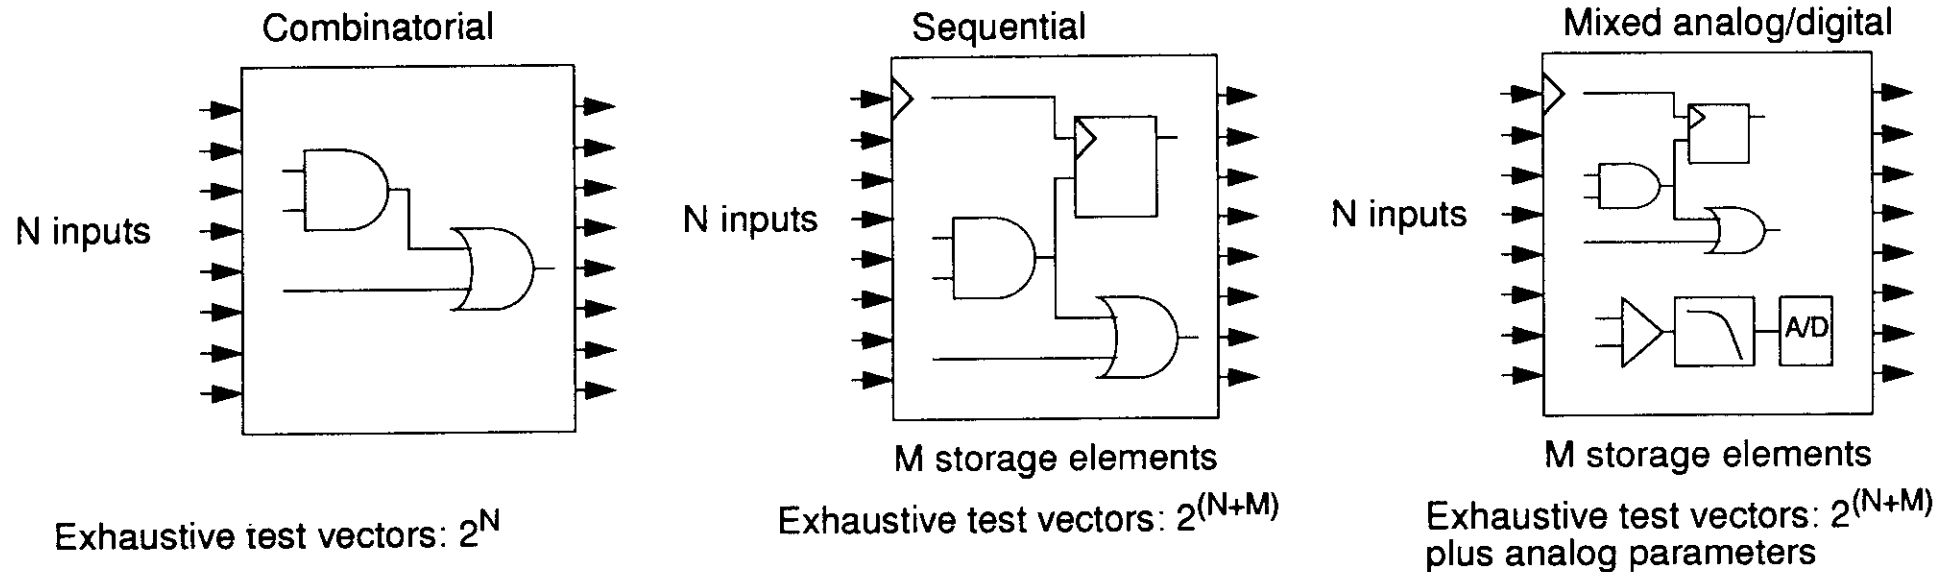 Combinatorial
N inputs
Exhaustive test vectors: 2^N
Sequential
N inputs
M storage elements
Exhaustive test vectors: 2^(N+M)
Mixed analog/digital
N inputs
A/D
M storage elements
Exhaustive test vectors: 2^(N+M)
plus analog parameters